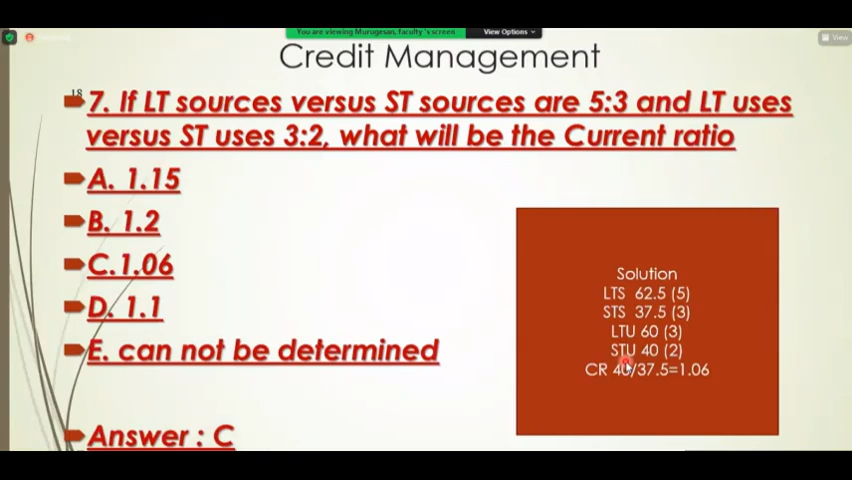 You are viewing Murugesan, faculty 's screen
View Options
View
Credit Management
18
7. If LT sources versus ST sources are 5:3 and LT uses
versus ST uses 3:2, what will be the Current ratio
A. 1.15
B. 1.2
C.1.06
D. 1.1
E. can not be determined
Answer : C
Solution
LTS 62.5 (5)
STS 37.5 (3)
LTU 60 (3)
STU 40 (2)
CR 40/37.5=1.06